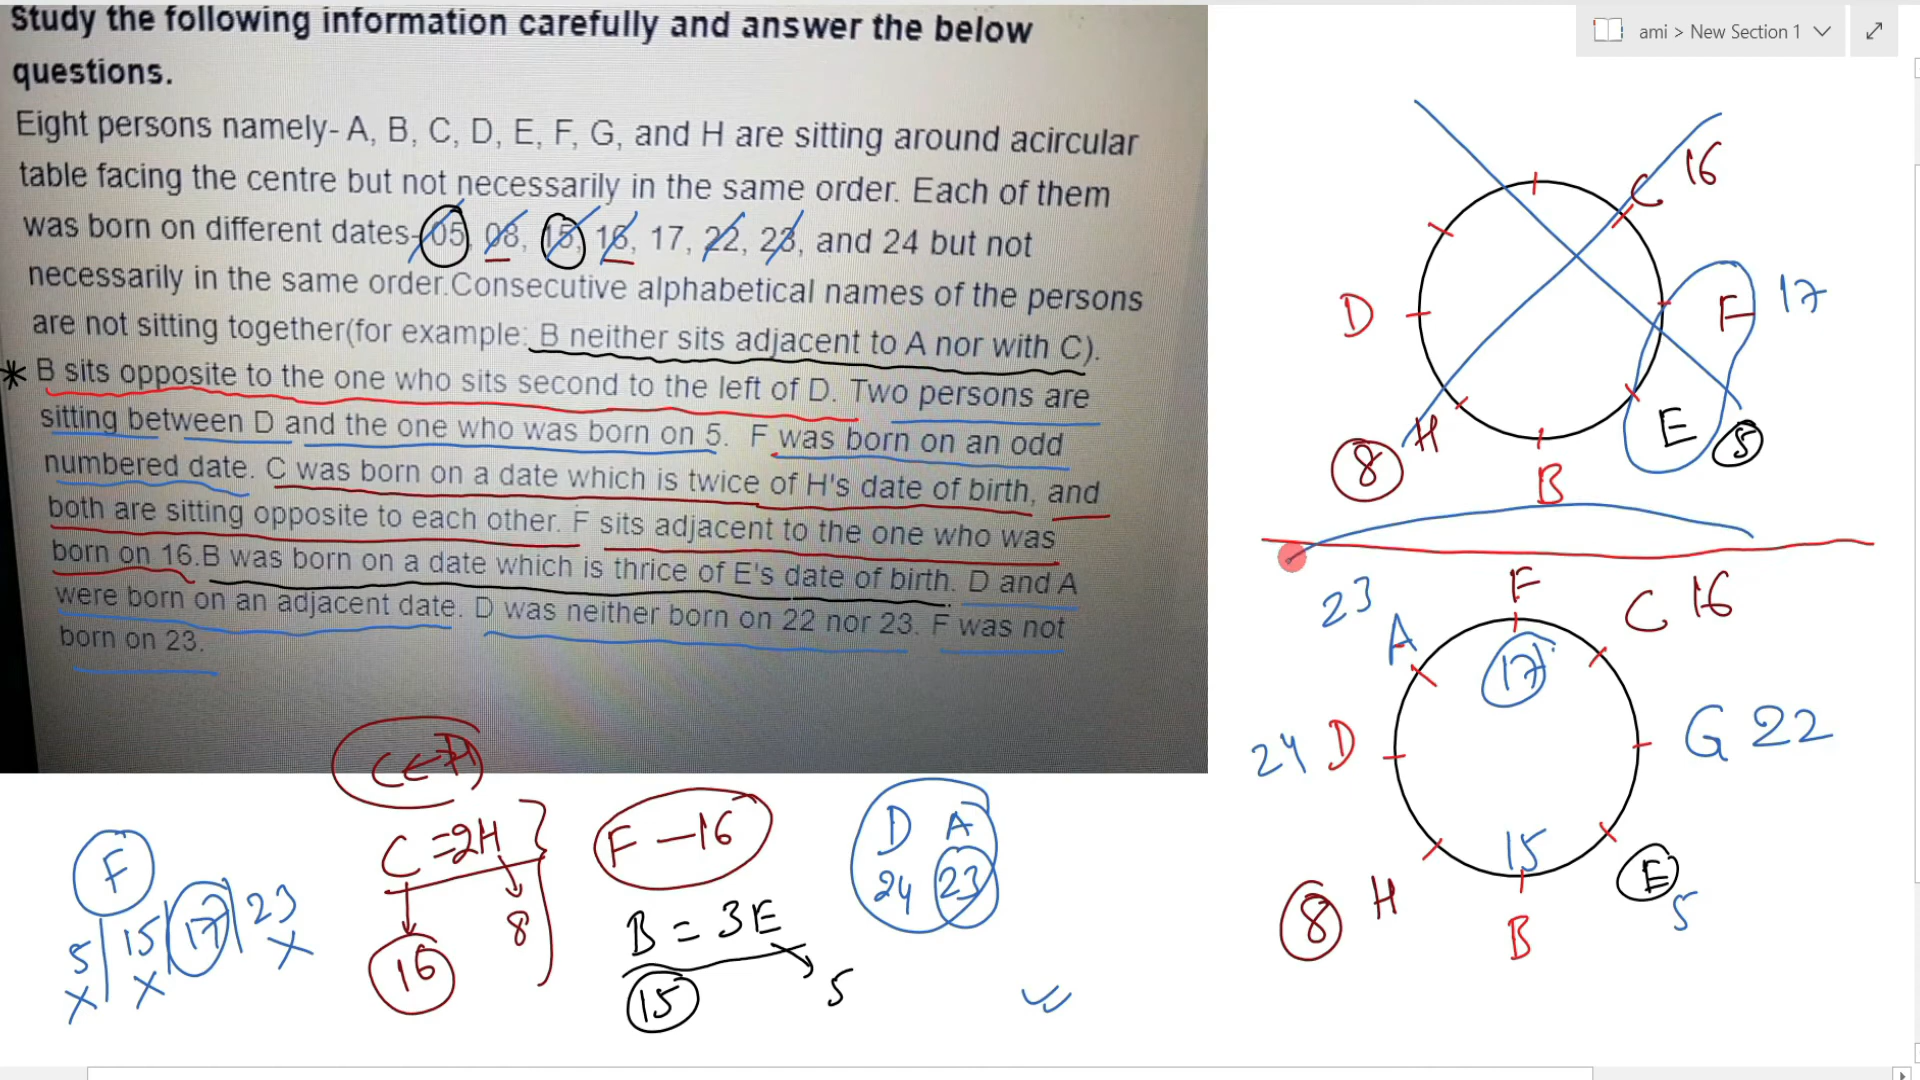 Study the following information carefully and answer the below
questions.
Eight persons namely- A, B, C, D, E, F, G, and H are sitting around acircular
table facing the centre but not necessarily in the same order. Each of them
was born on different dates- 05, 08, 15, 16, 17, 22, 23, and 24 but not
necessarily in the same order.Consecutive alphabetical names of the persons
are not sitting together(for example: B neither sits adjacent to A nor with C).
* B sits opposite to the one who sits second to the left of D. Two persons are
sitting between D and the one who was born on 5. F was born on an odd
numbered date. C was born on a date which is twice of H's date of birth, and
both are sitting opposite to each other. F sits adjacent to the one who was
born on 16.B was born on a date which is thrice of E's date of birth. D and A
were born on an adjacent date. D was neither born on 22 nor 23. F was not
born on 23.
ami > New Section 1
C 16
D
F 17
H
8
E 5
B
F
23
A
C 16
17
24 D
G 22
15
E
5
8 H
B
C ↔ H
F
5 | 15 | 17 | 23
X X X
C = 2H
16
8
F — 16
B = 3E
15
5
D A
24 23